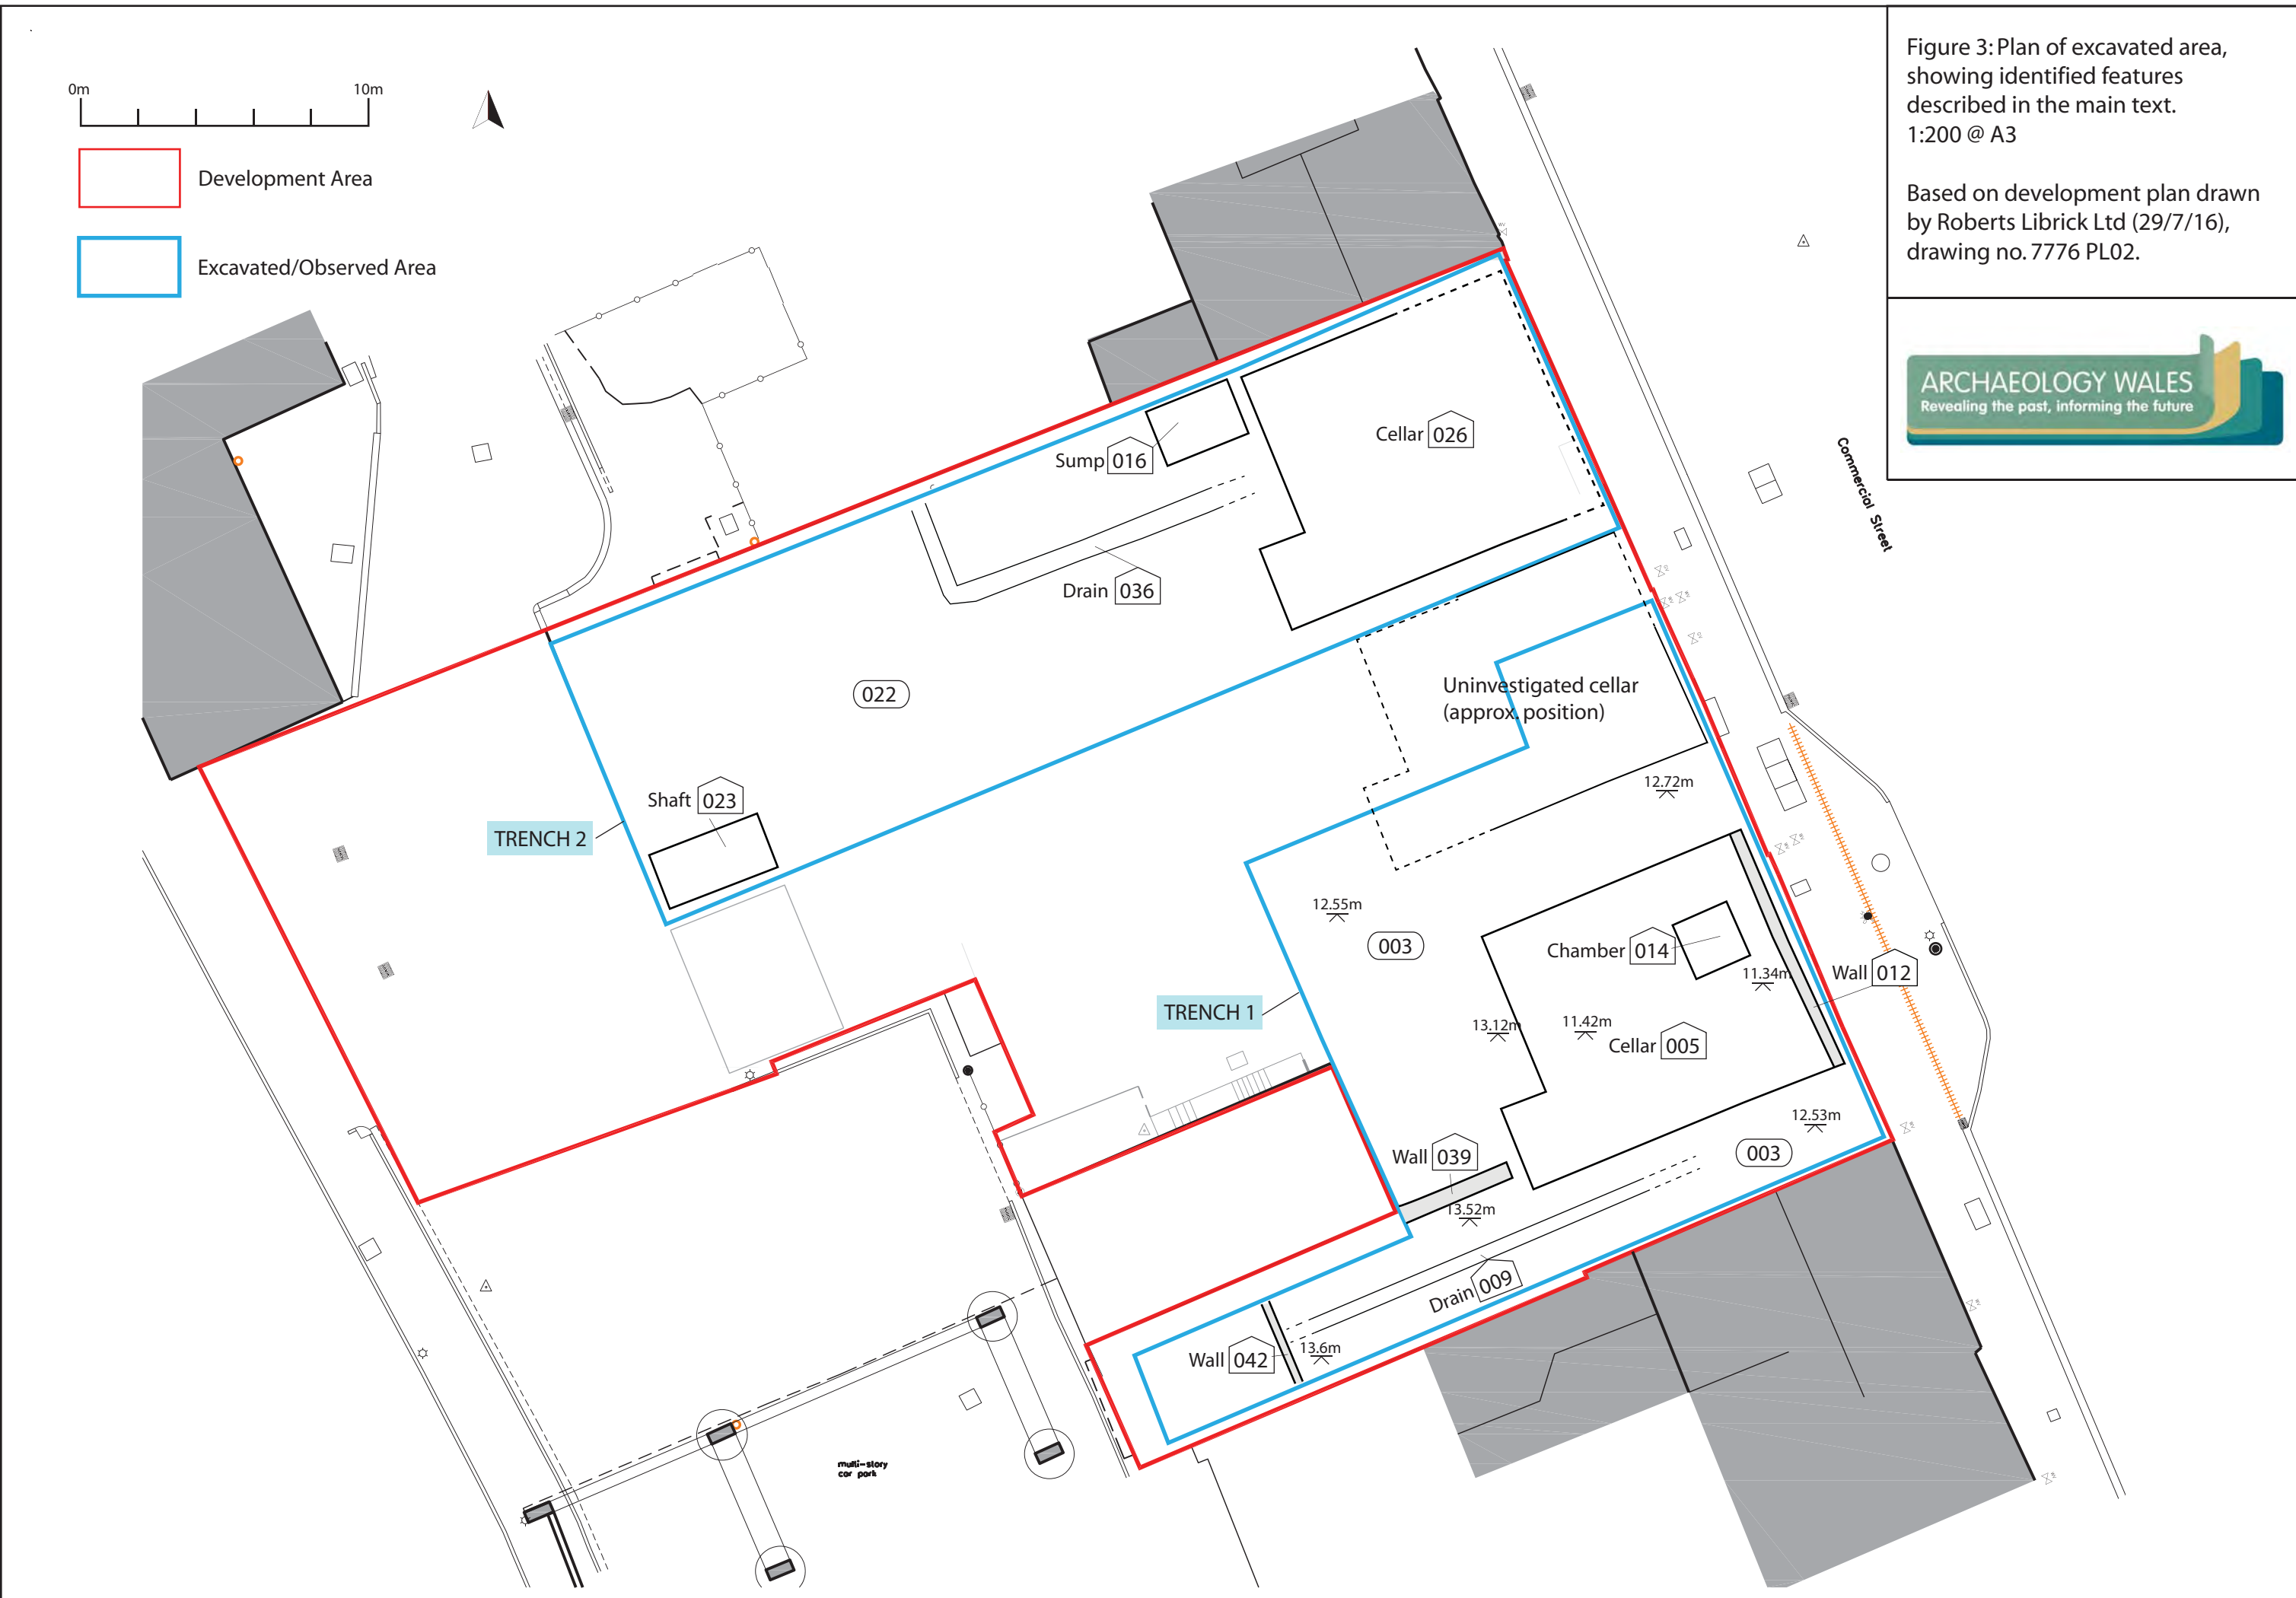 Figure 3: Plan of excavated area,
showing identified features
described in the main text.
1:200 @ A3
Based on development plan drawn
by Roberts Librick Ltd (29/7/16),
drawing no. 7776 PL02.
ARCHAEOLOGY WALES
Revealing the past, informing the future
0m
10m
Development Area
Excavated/Observed Area
Commercial Street
Cellar 026
Sump 016
Drain 036
022
Uninvestigated cellar
(approx. position)
Shaft 023
TRENCH 2
12.72m
12.55m
003
Chamber 014
11.34m
Wall 012
TRENCH 1
13.12m
11.42m
Cellar 005
12.53m
003
Wall 039
13.52m
Drain 009
Wall 042
13.6m
multi-story
car park